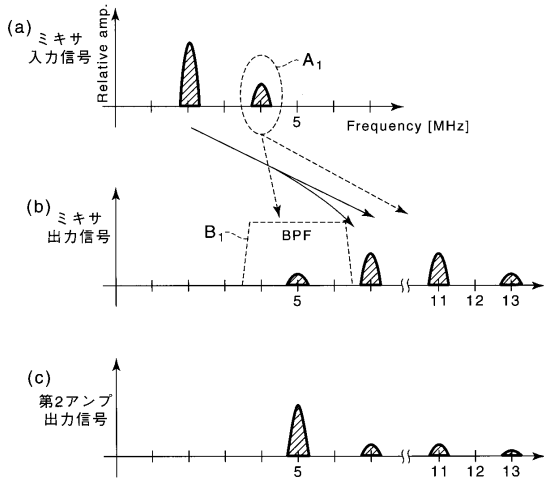 (a)
ミキサ
入力信号
Relative amp.
A1
5
Frequency [MHz]
(b)
ミキサ
出力信号
B1
BPF
5
11
12
13
(c)
第2アンプ
出力信号
5
11
12
13